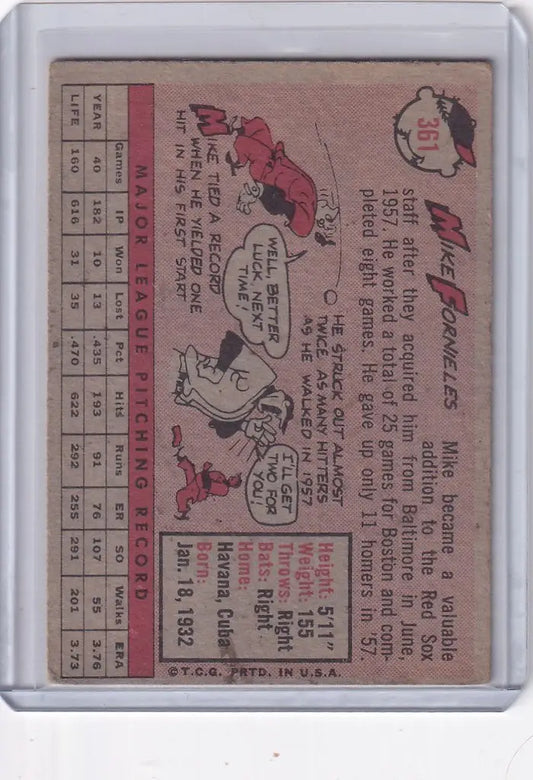 361
MIKE FORNIELES
Mike became a valuable
addition to the Red Sox
staff after they acquired him from Baltimore in June,
1957. He worked a total of 25 games for Boston and com-
pleted eight games. He gave up only 11 homers in '57.
MIKE TIED A RECORD
WHEN HE YIELDED ONE
HIT IN HIS FIRST START
WELL, BETTER
LUCK, NEXT
TIME!
HE STRUCK OUT ALMOST
TWICE AS MANY HITTERS
AS HE WALKED IN 1957
I'LL GET
TWO FOR
YOU!
Height: 5'11"
Weight: 155
Throws: Right
Bats: Right
Home:
Havana, Cuba
Born:
Jan. 18, 1932
MAJOR LEAGUE PITCHING RECORD
Games IP Won Lost Pct Hits Runs ER SO Walks ERA
YEAR 40 182 10 13 .435 193 91 76 107 55 3.76
LIFE 160 616 31 35 .470 622 292 255 291 201 3.73
©T.C.G. PRTD. IN U.S.A.